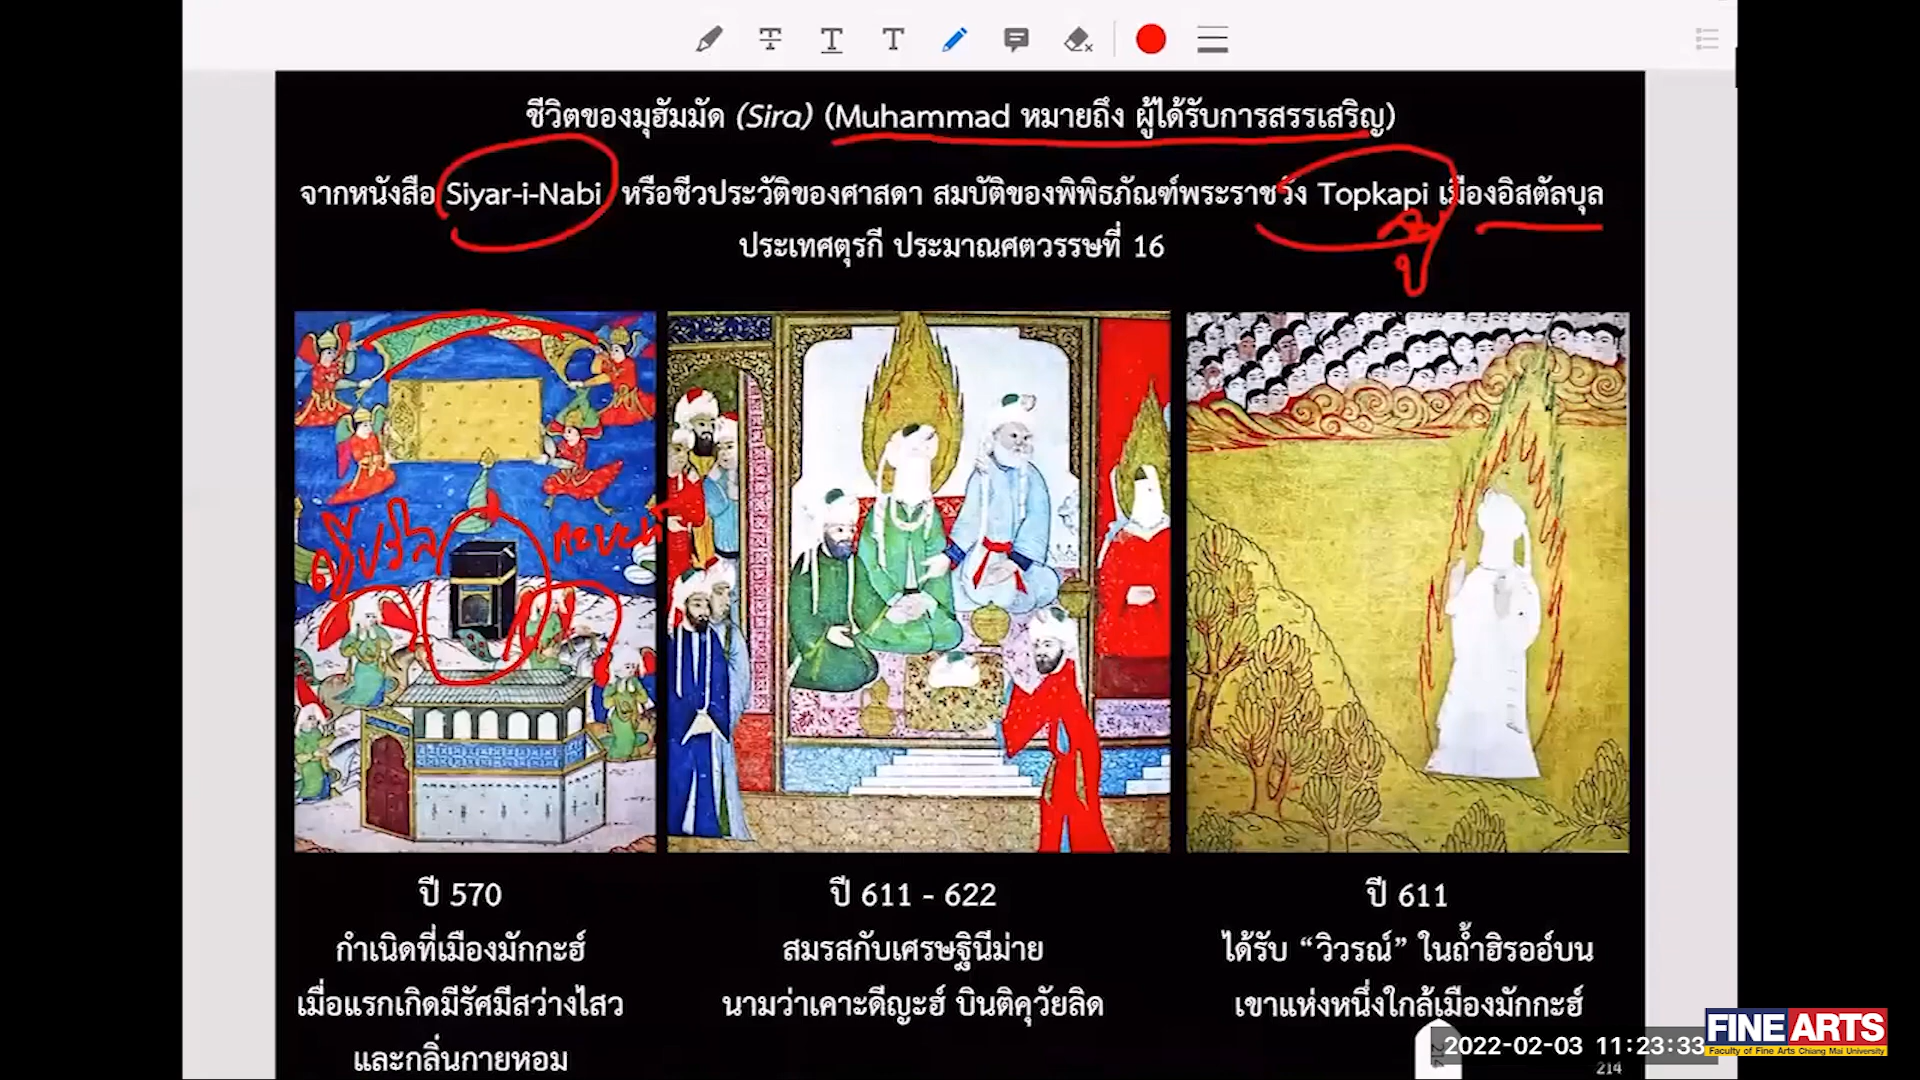 ชีวิตของมุฮัมมัด (Sira) (Muhammad หมายถึง ผู้ได้รับการสรรเสริญ)
จากหนังสือ Siyar-i-Nabi หรือชีวประวัติของศาสดา สมบัติของพิพิธภัณฑ์พระราชวัง Topkapi เมืองอิสตัลบุล
ประเทศตุรกี ประมาณศตวรรษที่ 16
ปี 570
กำเนิดที่เมืองมักกะฮ์
เมื่อแรกเกิดมีรัศมีสว่างไสว
และกลิ่นกายหอม
ปี 611 - 622
สมรสกับเศรษฐินีม่าย
นามว่าเคาะดีญะฮ์ บินติคุวัยลิด
ปี 611
ได้รับ “วิวรณ์” ในถ้ำฮิรออ์บน
เขาแห่งหนึ่งใกล้เมืองมักกะฮ์
FINE ARTS
Faculty of Fine Arts Chiang Mai University
2022-02-03 11:23:33
214
214